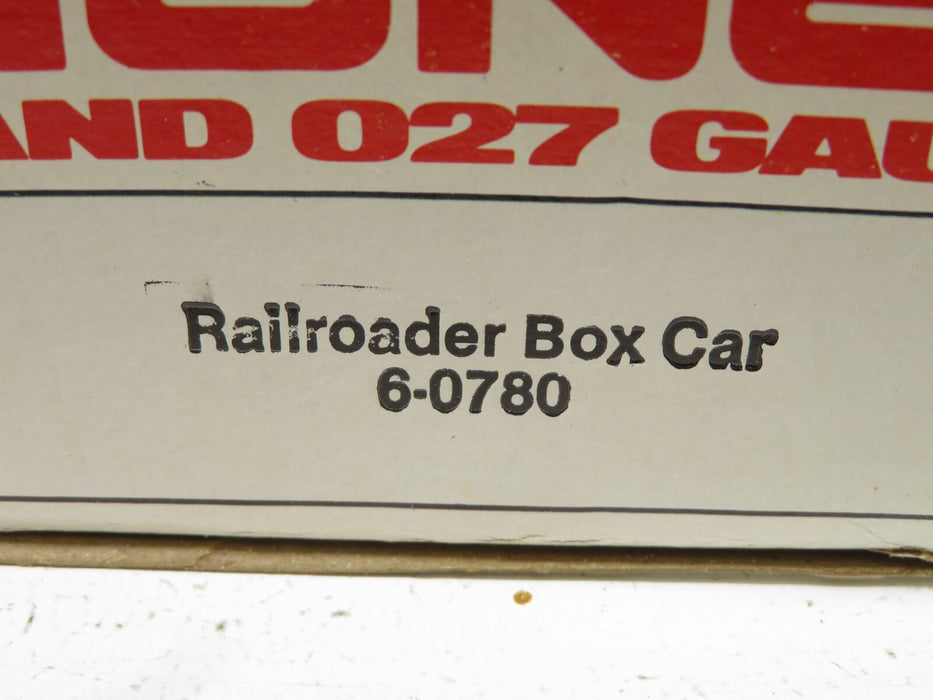 AND 027 GAU
Railroader Box Car
6-0780